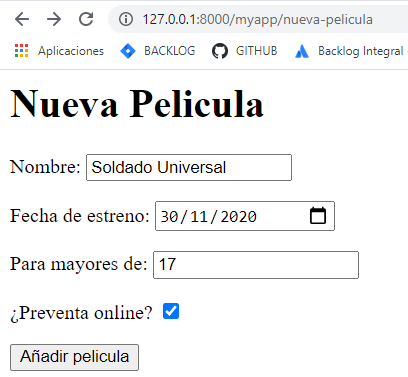 127.0.0.1:8000/myapp/nueva-pelicula
Aplicaciones BACKLOG GITHUB Backlog Integral
Nueva Pelicula
Nombre: Soldado Universal
Fecha de estreno: 30/11/2020
Para mayores de: 17
¿Preventa online?
Añadir pelicula